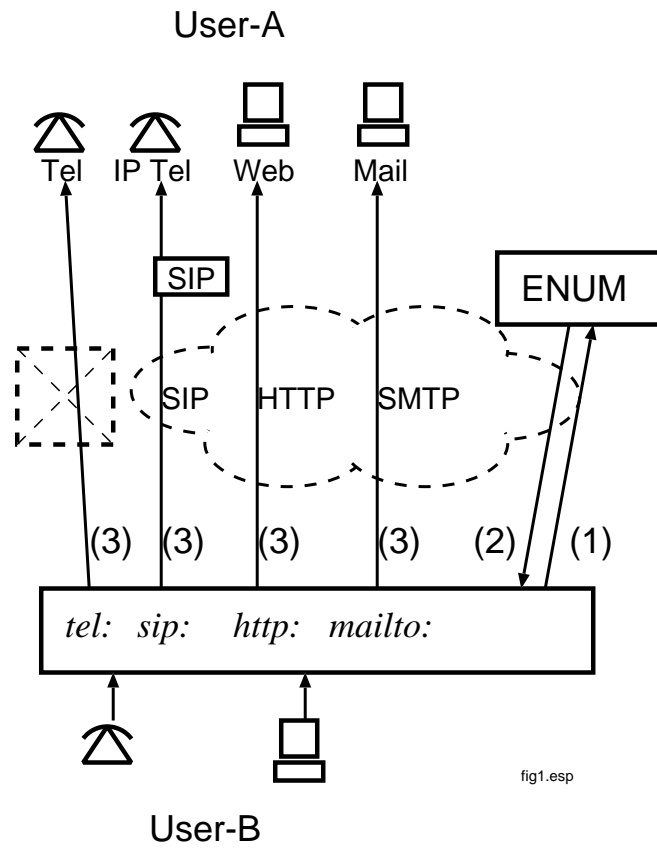 User-A
Tel IP Tel Web Mail
SIP
ENUM
SIP HTTP SMTP
(3) (3) (3) (3) (2) (1)
tel: sip: http: mailto:
fig1.esp
User-B